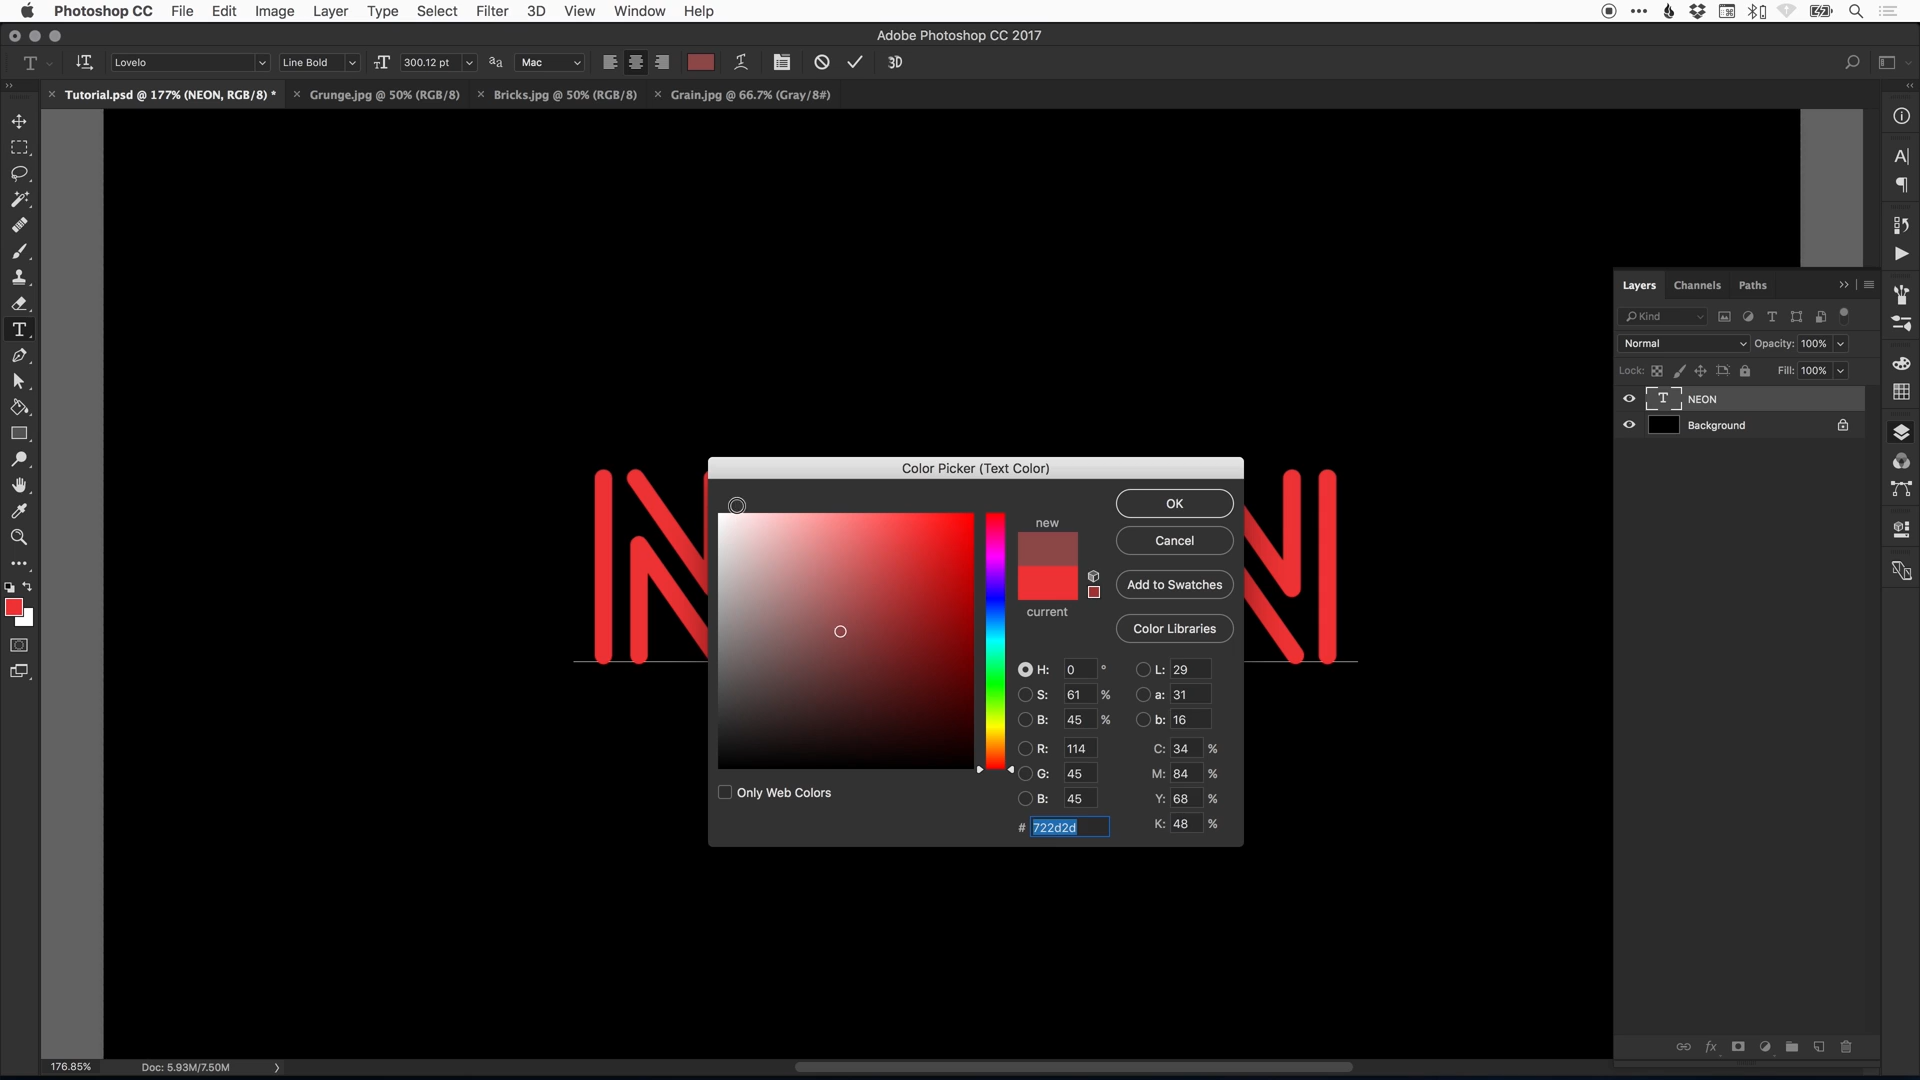 Photoshop CC File Edit Image Layer Type Select Filter 3D View Window Help
Adobe Photoshop CC 2017
T Lovelo Line Bold 300.12 pt aa Mac 3D
Tutorial.psd @ 177% (NEON, RGB/8) * Grunge.jpg @ 50% (RGB/8) Bricks.jpg @ 50% (RGB/8) Grain.jpg @ 66.7% (Gray/8#)
Layers Channels Paths
Kind
Normal Opacity: 100%
Lock: Fill: 100%
T NEON
Background
Color Picker (Text Color)
new
current
OK
Cancel
Add to Swatches
Color Libraries
H: 0 ° L: 29
S: 61 % a: 31
B: 45 % b: 16
R: 114 C: 34 %
G: 45 M: 84 %
B: 45 Y: 68 %
# 722d2d K: 48 %
Only Web Colors
176.85% Doc: 5.93M/7.50M
fx